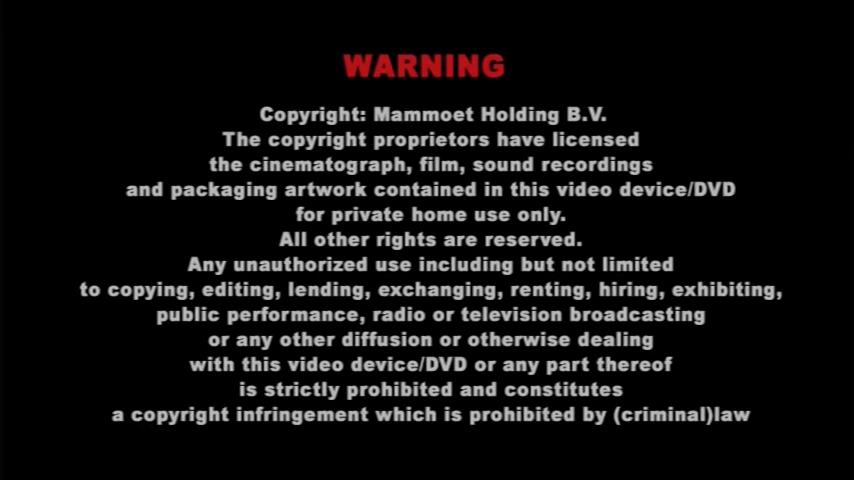 WARNING
Copyright: Mammoet Holding B.V.
The copyright proprietors have licensed
the cinematograph, film, sound recordings
and packaging artwork contained in this video device/DVD
for private home use only.
All other rights are reserved.
Any unauthorized use including but not limited
to copying, editing, lending, exchanging, renting, hiring, exhibiting,
public performance, radio or television broadcasting
or any other diffusion or otherwise dealing
with this video device/DVD or any part thereof
is strictly prohibited and constitutes
a copyright infringement which is prohibited by (criminal)law